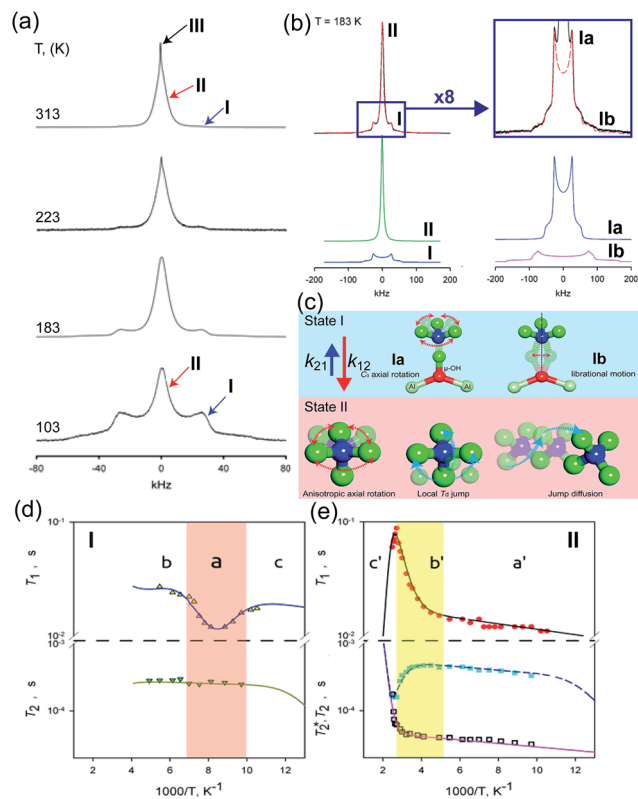 (a)
T, (K)
III
II
I
313
223
183
II
I
103
-80 -40 0 40 80
kHz
(b)
T = 183 K
II
I
x8
Ia
Ib
II
I
Ia
Ib
-200 -100 0 100 200
kHz
-200 -100 0 100 200
kHz
(c)
State I
k21 k12
Ia
C3 axial rotation
μ-OH
Al Al
Ib
librational motion
State II
Anisotropic axial rotation
Local Td jump
Jump diffusion
(d)
10-1
I
b a c
T1 , s
10-2
10-3
T2 , s
10-4
2 4 6 8 10 12
1000/T, K-1
(e)
10-1
II
c' b' a'
T1 , s
10-2
10-3
T2*, T2 , s
10-4
2 4 6 8 10 12
1000/T, K-1